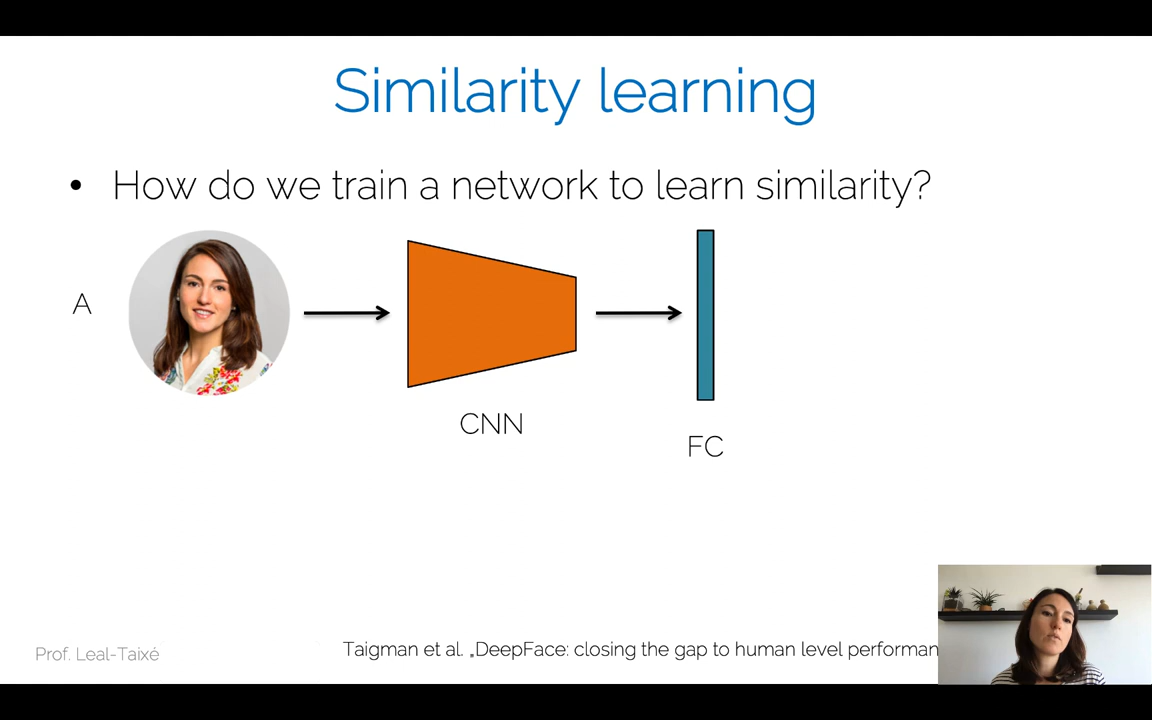 Similarity learning
• How do we train a network to learn similarity?
A
CNN
FC
Prof. Leal-Taixé
Taigman et al. „DeepFace: closing the gap to human level